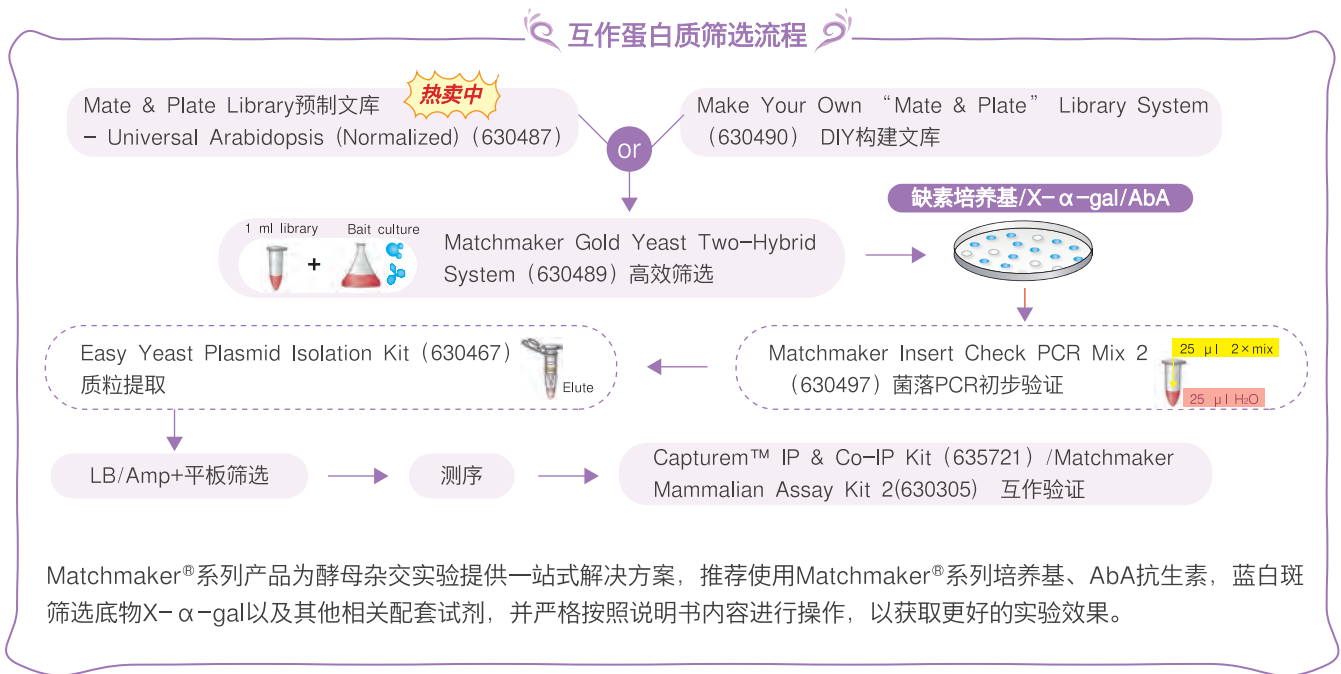 互作蛋白质筛选流程
Mate & Plate Library预制文库
- Universal Arabidopsis (Normalized)（630487）
热卖中
Make Your Own “Mate & Plate” Library System
（630490） DIY构建文库
or
1 ml library
Bait culture
+
Matchmaker Gold Yeast Two-Hybrid
System（630489）高效筛选
缺素培养基/X-α-gal/AbA
Matchmaker Insert Check PCR Mix 2
（630497）菌落PCR初步验证
25 μl 2×mix
25 μl H₂O
Easy Yeast Plasmid Isolation Kit（630467）
质粒提取
Elute
LB/Amp+平板筛选
测序
Capturem™ IP & Co-IP Kit（635721）/Matchmaker
Mammalian Assay Kit 2(630305) 互作验证
Matchmaker®系列产品为酵母杂交实验提供一站式解决方案，推荐使用Matchmaker®系列培养基、AbA抗生素，蓝白斑
筛选底物X-α-gal以及其他相关配套试剂，并严格按照说明书内容进行操作，以获取更好的实验效果。